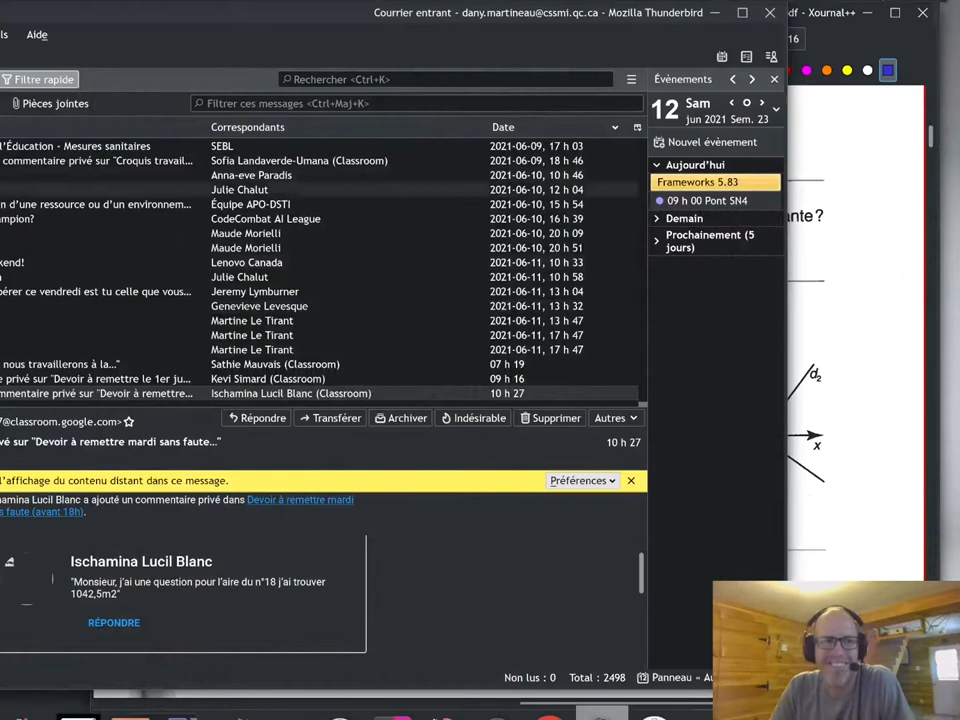 Courrier entrant - dany.martineau@cssmi.qc.ca - Mozilla Thunderbird
df - Xournal++
ls Aide
16
Filtre rapide
Rechercher <Ctrl+K>
Évènements
Pièces jointes
Filtrer ces messages <Ctrl+Maj+K>
12 Sam
jun 2021 Sem. 23
Correspondants Date
Nouvel évènement
l'Éducation - Mesures sanitaires SEBL 2021-06-09, 17 h 03
commentaire privé sur "Croquis travail... Sofia Landaverde-Umana (Classroom) 2021-06-09, 18 h 46
Anna-eve Paradis 2021-06-10, 10 h 46
Julie Chalut 2021-06-10, 12 h 04
n d'une ressource ou d'un environnem... Équipe APO-DSTI 2021-06-10, 15 h 54
hampion? CodeCombat AI League 2021-06-10, 16 h 39
Maude Morielli 2021-06-10, 20 h 09
Maude Morielli 2021-06-10, 20 h 51
kend! Lenovo Canada 2021-06-11, 10 h 33
Julie Chalut 2021-06-11, 10 h 58
pérer ce vendredi est tu celle que vous... Jeremy Lymburner 2021-06-11, 13 h 04
Genevieve Levesque 2021-06-11, 13 h 32
Martine Le Tirant 2021-06-11, 13 h 47
Martine Le Tirant 2021-06-11, 17 h 47
Martine Le Tirant 2021-06-11, 17 h 47
nous travaillerons à la..." Sathie Mauvais (Classroom) 07 h 19
e privé sur "Devoir à remettre le 1er ju... Kevi Simard (Classroom) 09 h 16
mmentaire privé sur "Devoir à remettre... Ischamina Lucil Blanc (Classroom) 10 h 27
Aujourd'hui
Frameworks 5.83
09 h 00 Pont SN4
Demain
Prochainement (5
jours)
ante?
d2
x
7@classroom.google.com>
Répondre Transférer Archiver Indésirable Supprimer Autres
vé sur "Devoir à remettre mardi sans faute..." 10 h 27
l'affichage du contenu distant dans ce message. Préférences
hamina Lucil Blanc a ajouté un commentaire privé dans Devoir à remettre mardi
s faute (avant 18h).
Ischamina Lucil Blanc
"Monsieur, j'ai une question pour l'aire du n°18 j'ai trouver
1042,5m2"
RÉPONDRE
Non lus : 0 Total : 2498 Panneau « Au